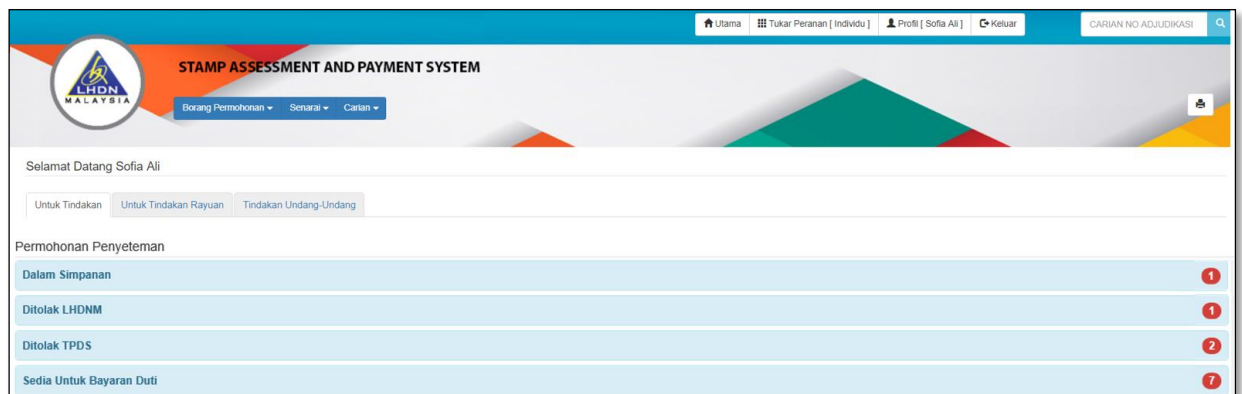 Utama Tukar Peranan [ Individu ] Profil [ Sofia Ali ] Keluar CARIAN NO ADJUDIKASI
LHDN
MALAYSIA
STAMP ASSESSMENT AND PAYMENT SYSTEM
Borang Permohonan Senarai Carian
Selamat Datang Sofia Ali
Untuk Tindakan Untuk Tindakan Rayuan Tindakan Undang-Undang
Permohonan Penyeteman
Dalam Simpanan 1
Ditolak LHDNM 1
Ditolak TPDS 2
Sedia Untuk Bayaran Duti 7